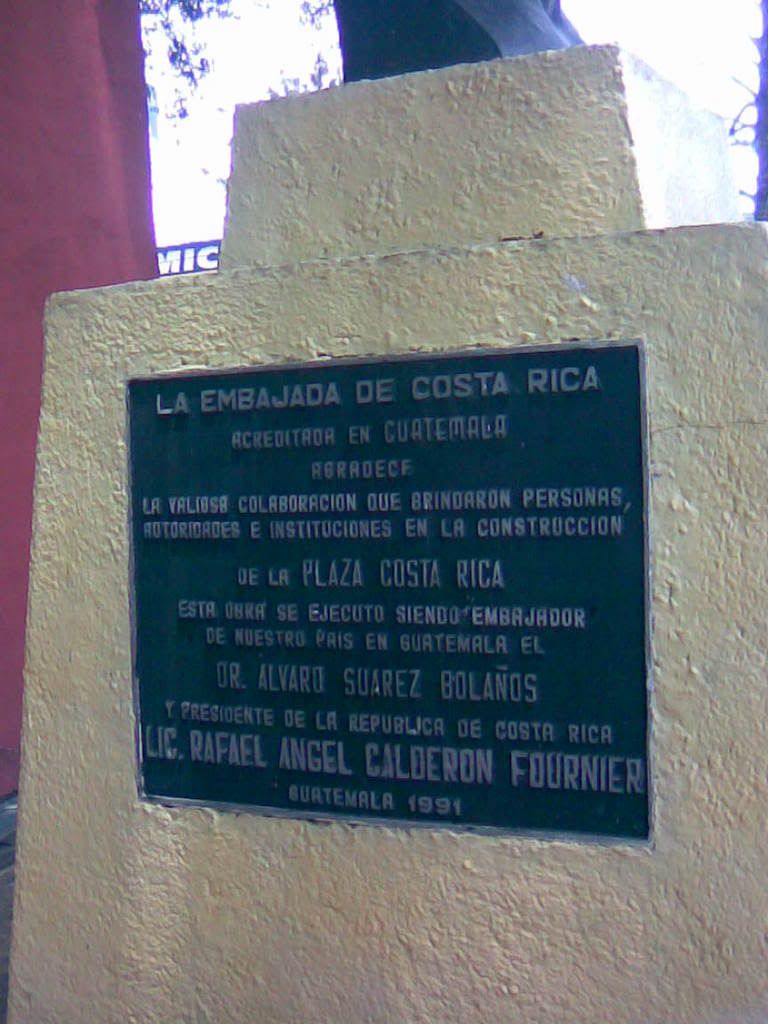 MIC
LA EMBAJADA DE COSTA RICA
ACREDITADA EN GUATEMALA
AGRADECE
LA VALIOSA COLABORACION QUE BRINDARON PERSONAS,
AUTORIDADES E INSTITUCIONES EN LA CONSTRUCCION
DE LA PLAZA COSTA RICA
ESTA OBRA SE EJECUTO SIENDO EMBAJADOR
DE NUESTRO PAIS EN GUATEMALA EL
DR. ALVARO SUAREZ BOLAÑOS
Y PRESIDENTE DE LA REPUBLICA DE COSTA RICA
LIC. RAFAEL ANGEL CALDERON FOURNIER
GUATEMALA 1991